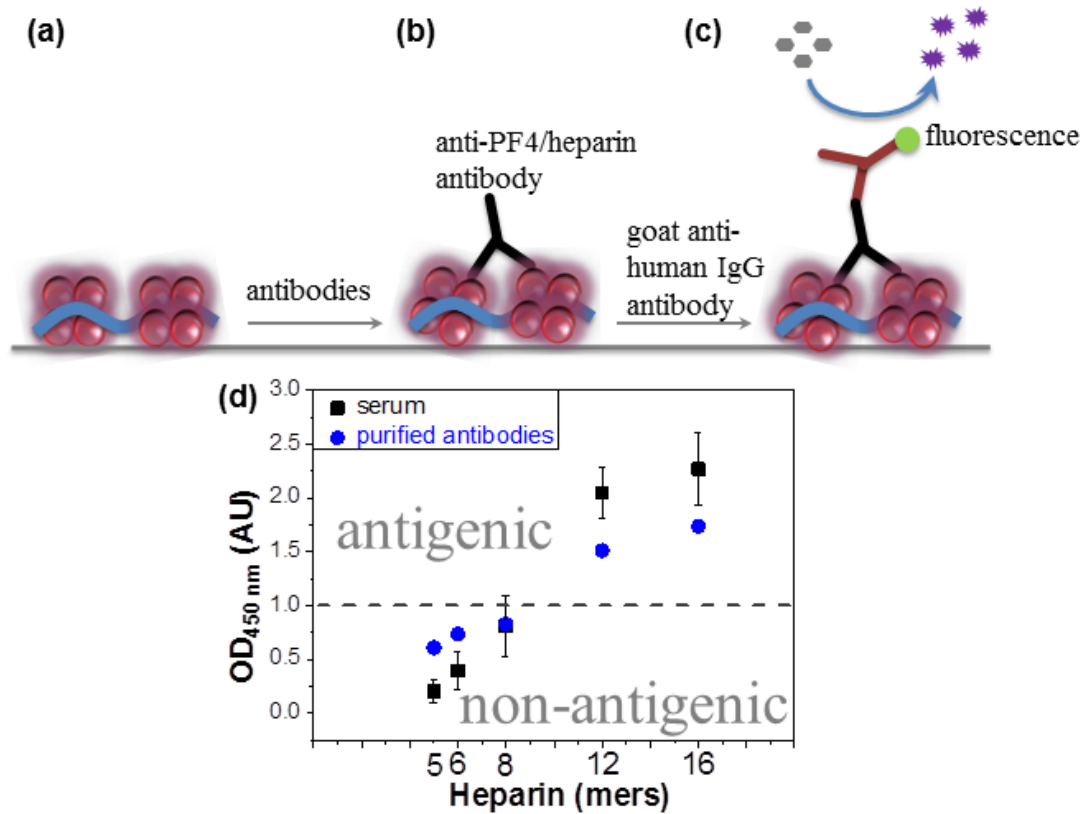 (a)
(b)
(c)
fluorescence
anti-PF4/heparin
antibody
antibodies
goat anti-
human IgG
antibody
(d)
serum
purified antibodies
antigenic
non-antigenic
OD450 nm (AU)
3.0
2.5
2.0
1.5
1.0
0.5
0.0
5 6 8 12 16
Heparin (mers)